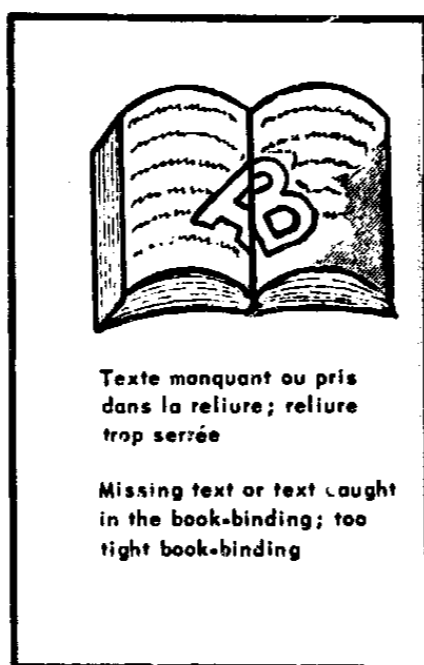 AB
Texte manquant ou pris
dans la reliure; reliure
trop serrée
Missing text or text caught
in the book-binding; too
tight book-binding